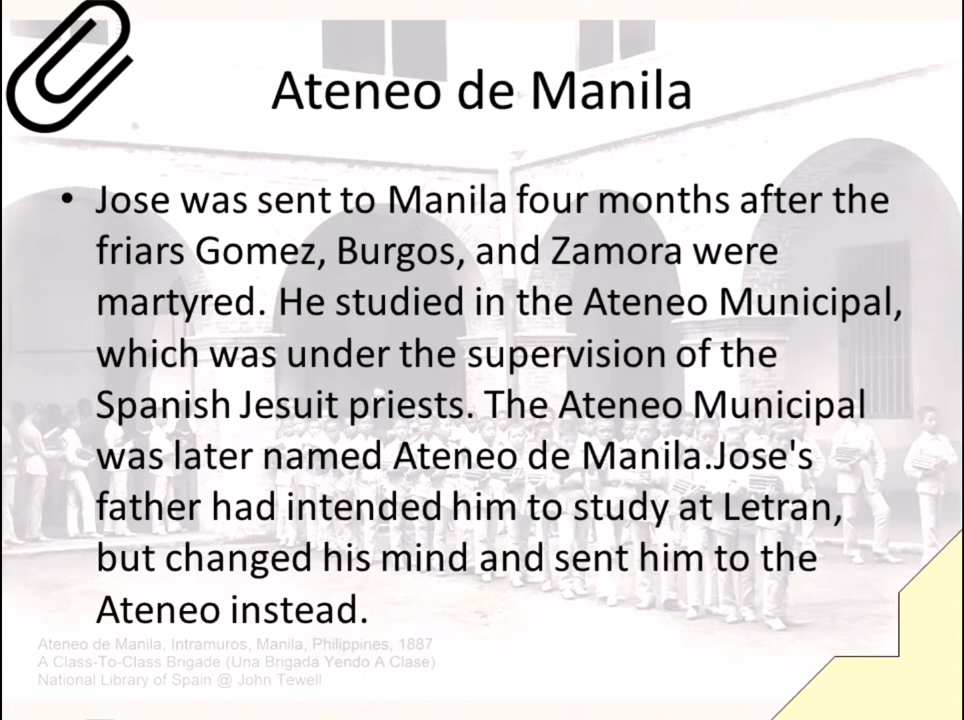 Ateneo de Manila
• Jose was sent to Manila four months after the
friars Gomez, Burgos, and Zamora were
martyred. He studied in the Ateneo Municipal,
which was under the supervision of the
Spanish Jesuit priests. The Ateneo Municipal
was later named Ateneo de Manila.Jose's
father had intended him to study at Letran,
but changed his mind and sent him to the
Ateneo instead.
Ateneo de Manila, Intramuros, Manila, Philippines, 1887
A Class-To-Class Brigade (Una Brigada Yendo A Clase)
National Library of Spain @ John Tewell